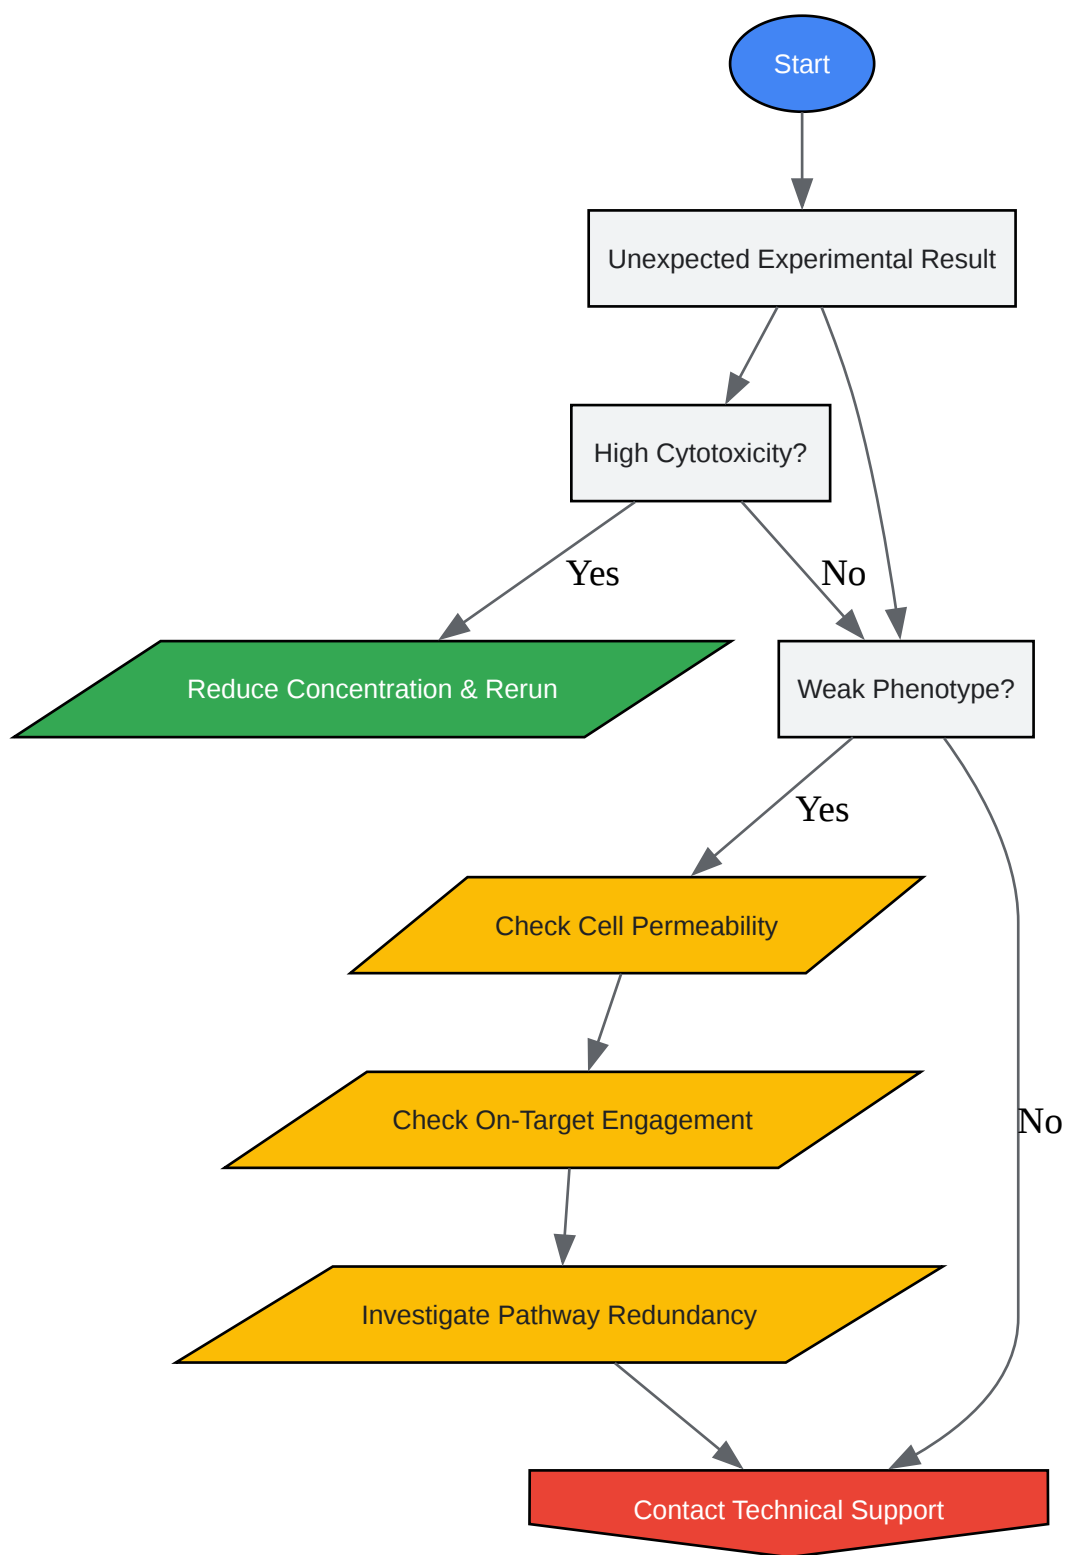 Start
Unexpected Experimental Result
High Cytotoxicity?
Yes
No
Reduce Concentration & Rerun
Weak Phenotype?
Yes
Check Cell Permeability
Check On-Target Engagement
No
Investigate Pathway Redundancy
Contact Technical Support